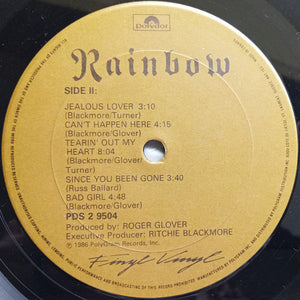 Polydor
Rainbow
SIDE II:
JEALOUS LOVER 3:10
(Blackmore/Turner)
CAN'T HAPPEN HERE 4:15
(Blackmore/Glover)
TEARIN' OUT MY
HEART 8:04
(Blackmore/Glover/
Turner)
SINCE YOU BEEN GONE 3:40
(Russ Ballard)
BAD GIRL 4:48
(Blackmore/Glover)
PDS 2 9504
Produced by: ROGER GLOVER
Executive Producer: RITCHIE BLACKMORE
℗ 1986 PolyGram Records, Inc.
Finyl Vinyl